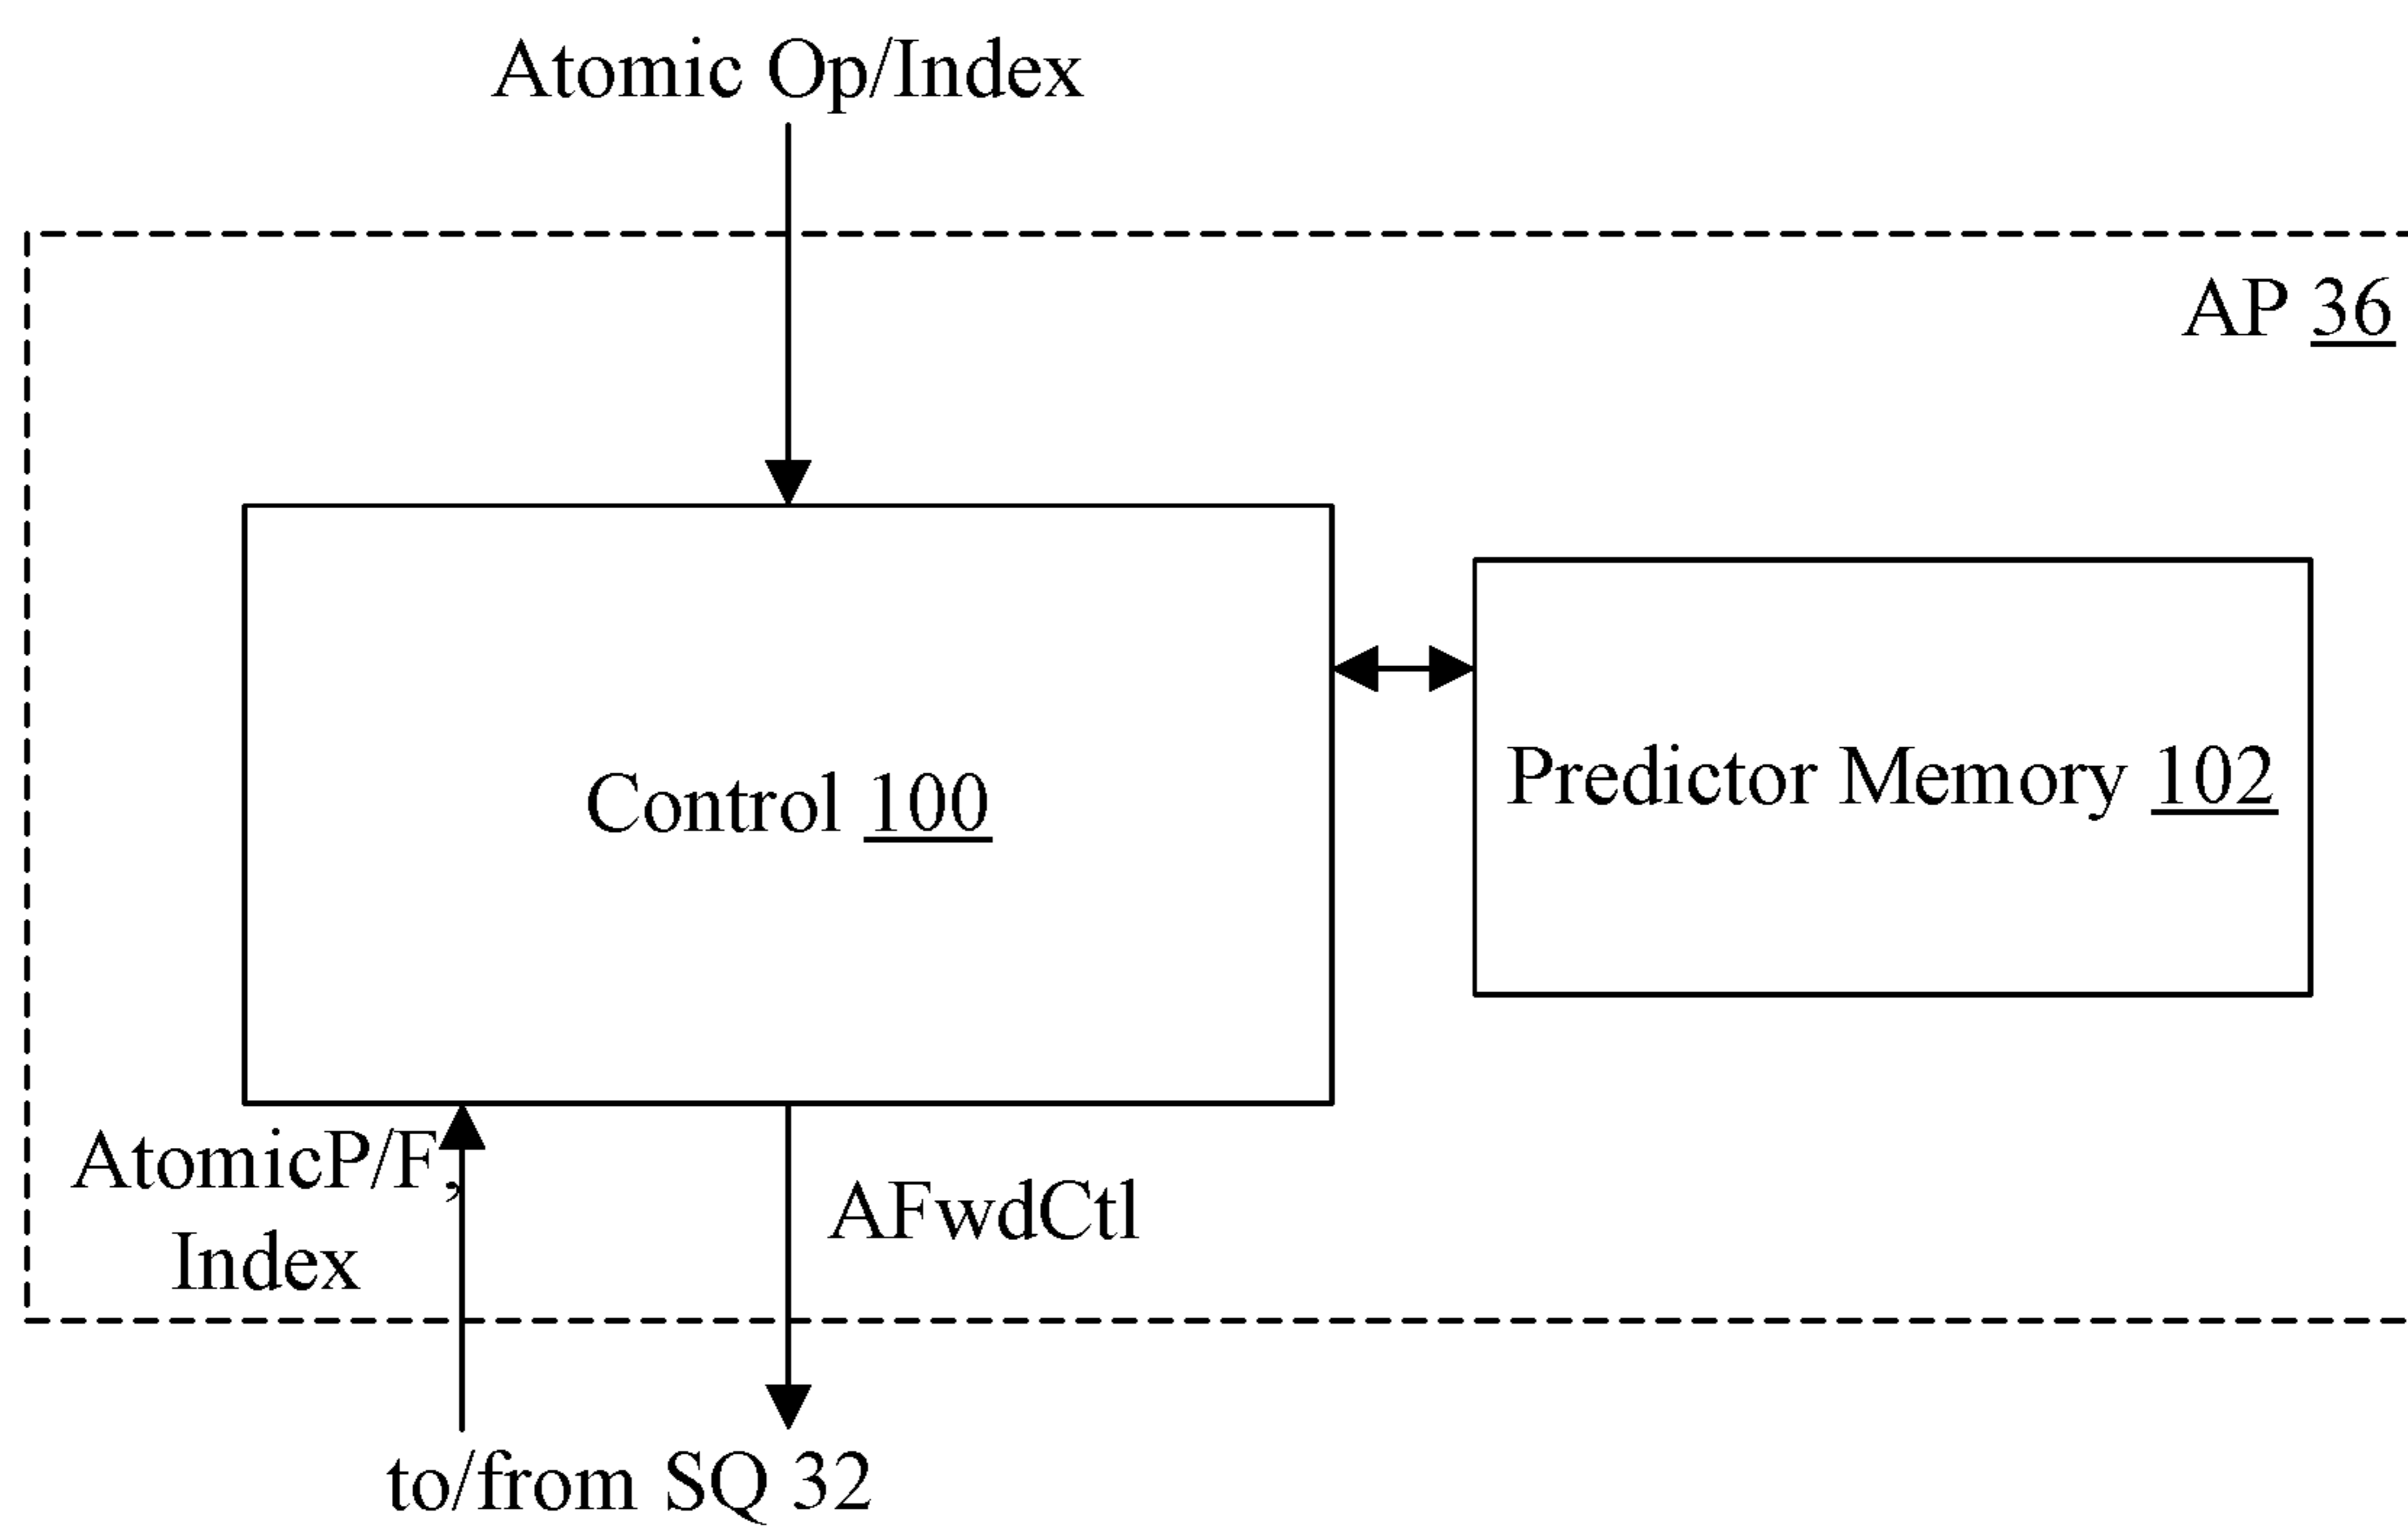 Atomic Op/Index
AP 36
Control 100
Predictor Memory 102
AtomicP/F,
Index
AFwdCtl
to/from SQ 32